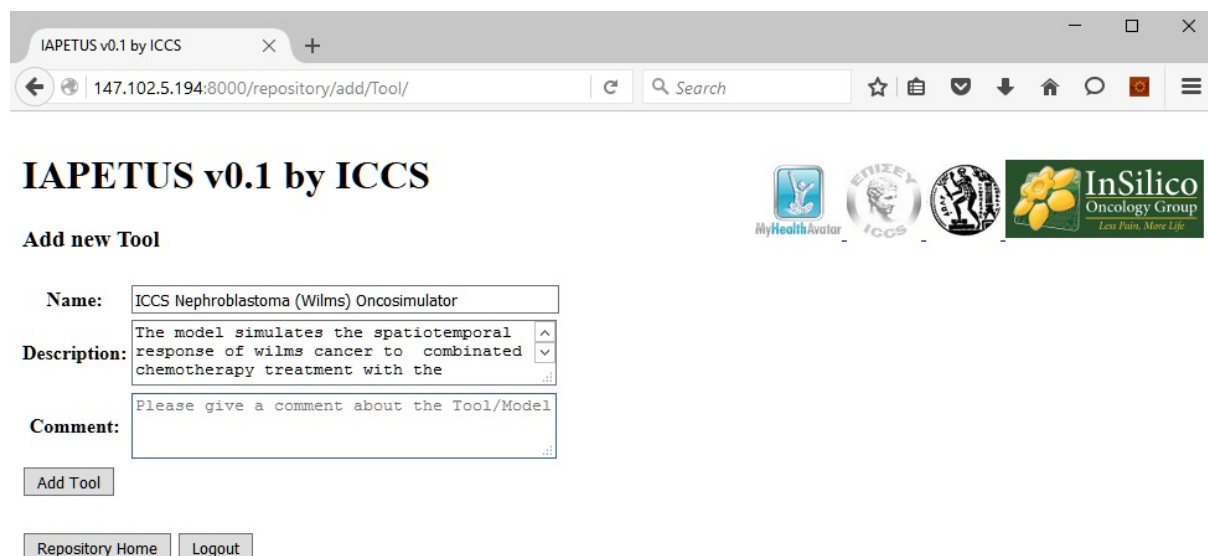 IAPETUS v0.1 by ICCS
147.102.5.194:8000/repository/add/Tool/
Search
IAPETUS v0.1 by ICCS
MyHealthAvatar
ΕΠΙΣΕΥ
ICCS
InSilico
Oncology Group
Less Pain, More Life
Add new Tool
Name:
ICCS Nephroblastoma (Wilms) Oncosimulator
Description:
The model simulates the spatiotemporal
response of wilms cancer to combinated
chemotherapy treatment with the
Comment:
Please give a comment about the Tool/Model
Add Tool
Repository Home
Logout